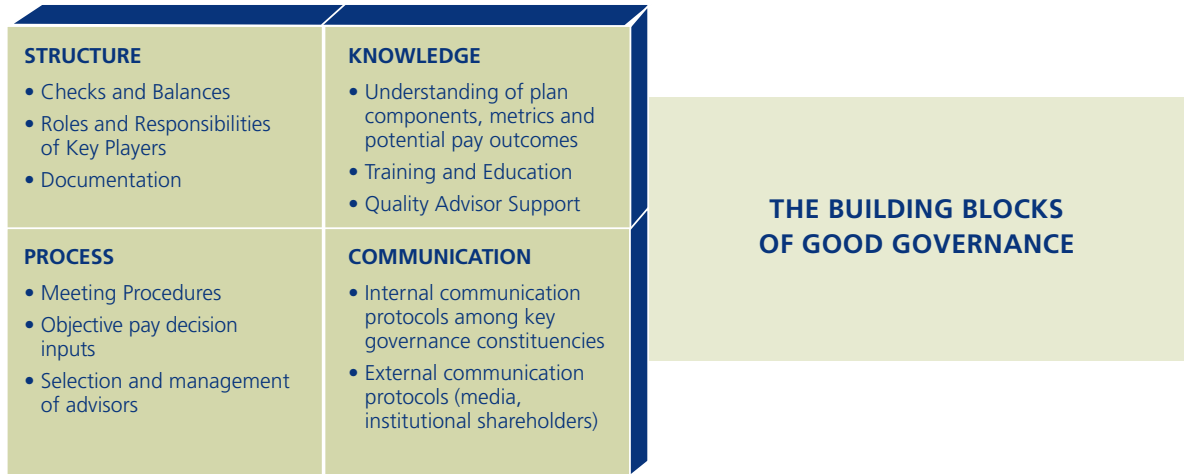 STRUCTURE
• Checks and Balances
• Roles and Responsibilities
of Key Players
• Documentation
KNOWLEDGE
• Understanding of plan
components, metrics and
potential pay outcomes
• Training and Education
• Quality Advisor Support
PROCESS
• Meeting Procedures
• Objective pay decision
inputs
• Selection and management
of advisors
COMMUNICATION
• Internal communication
protocols among key
governance constituencies
• External communication
protocols (media,
institutional shareholders)
THE BUILDING BLOCKS
OF GOOD GOVERNANCE